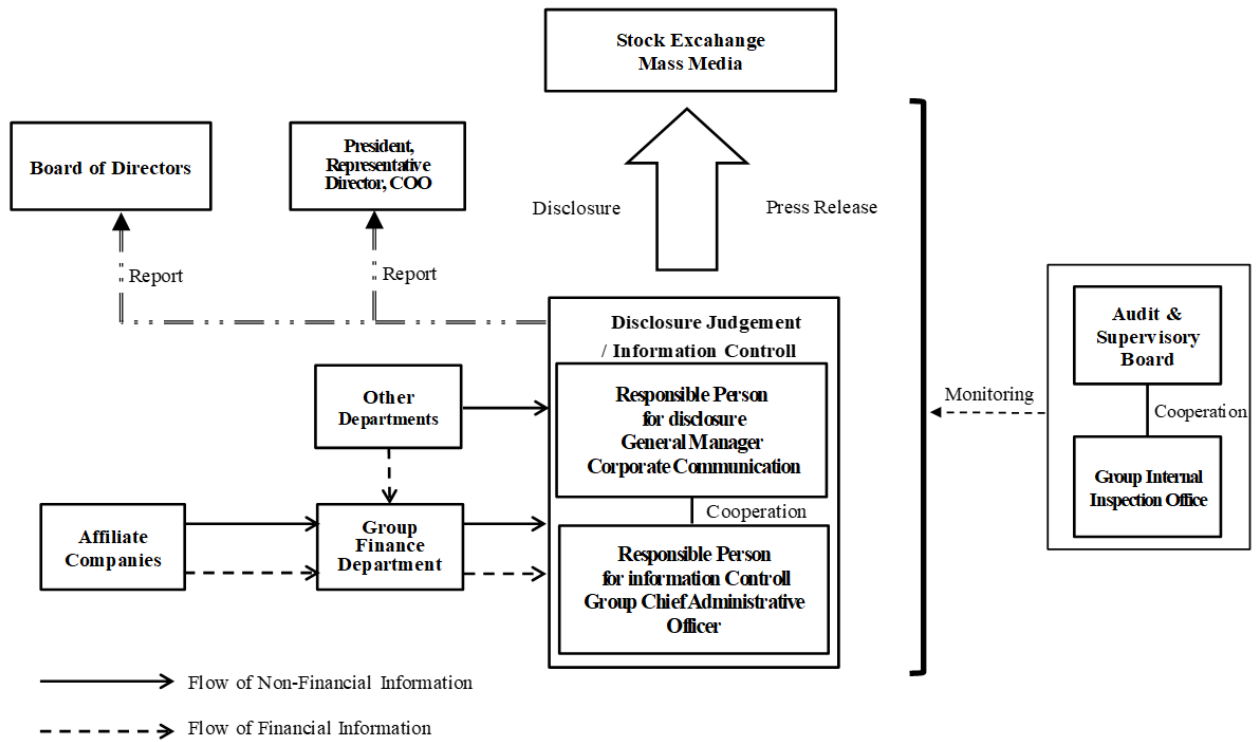 Stock Excahange
Mass Media
Board of Directors
President,
Representative
Director, COO
Disclosure
Press Release
Report
Report
Disclosure Judgement
/ Information Controll
Audit &
Supervisory
Board
Other
Departments
Responsible Person
for disclosure
General Manager
Corporate Communication
Monitoring
Cooperation
Group Internal
Inspection Office
Affiliate
Companies
Group
Finance
Department
Cooperation
Responsible Person
for information Controll
Group Chief Administrative
Officer
Flow of Non-Financial Information
Flow of Financial Information